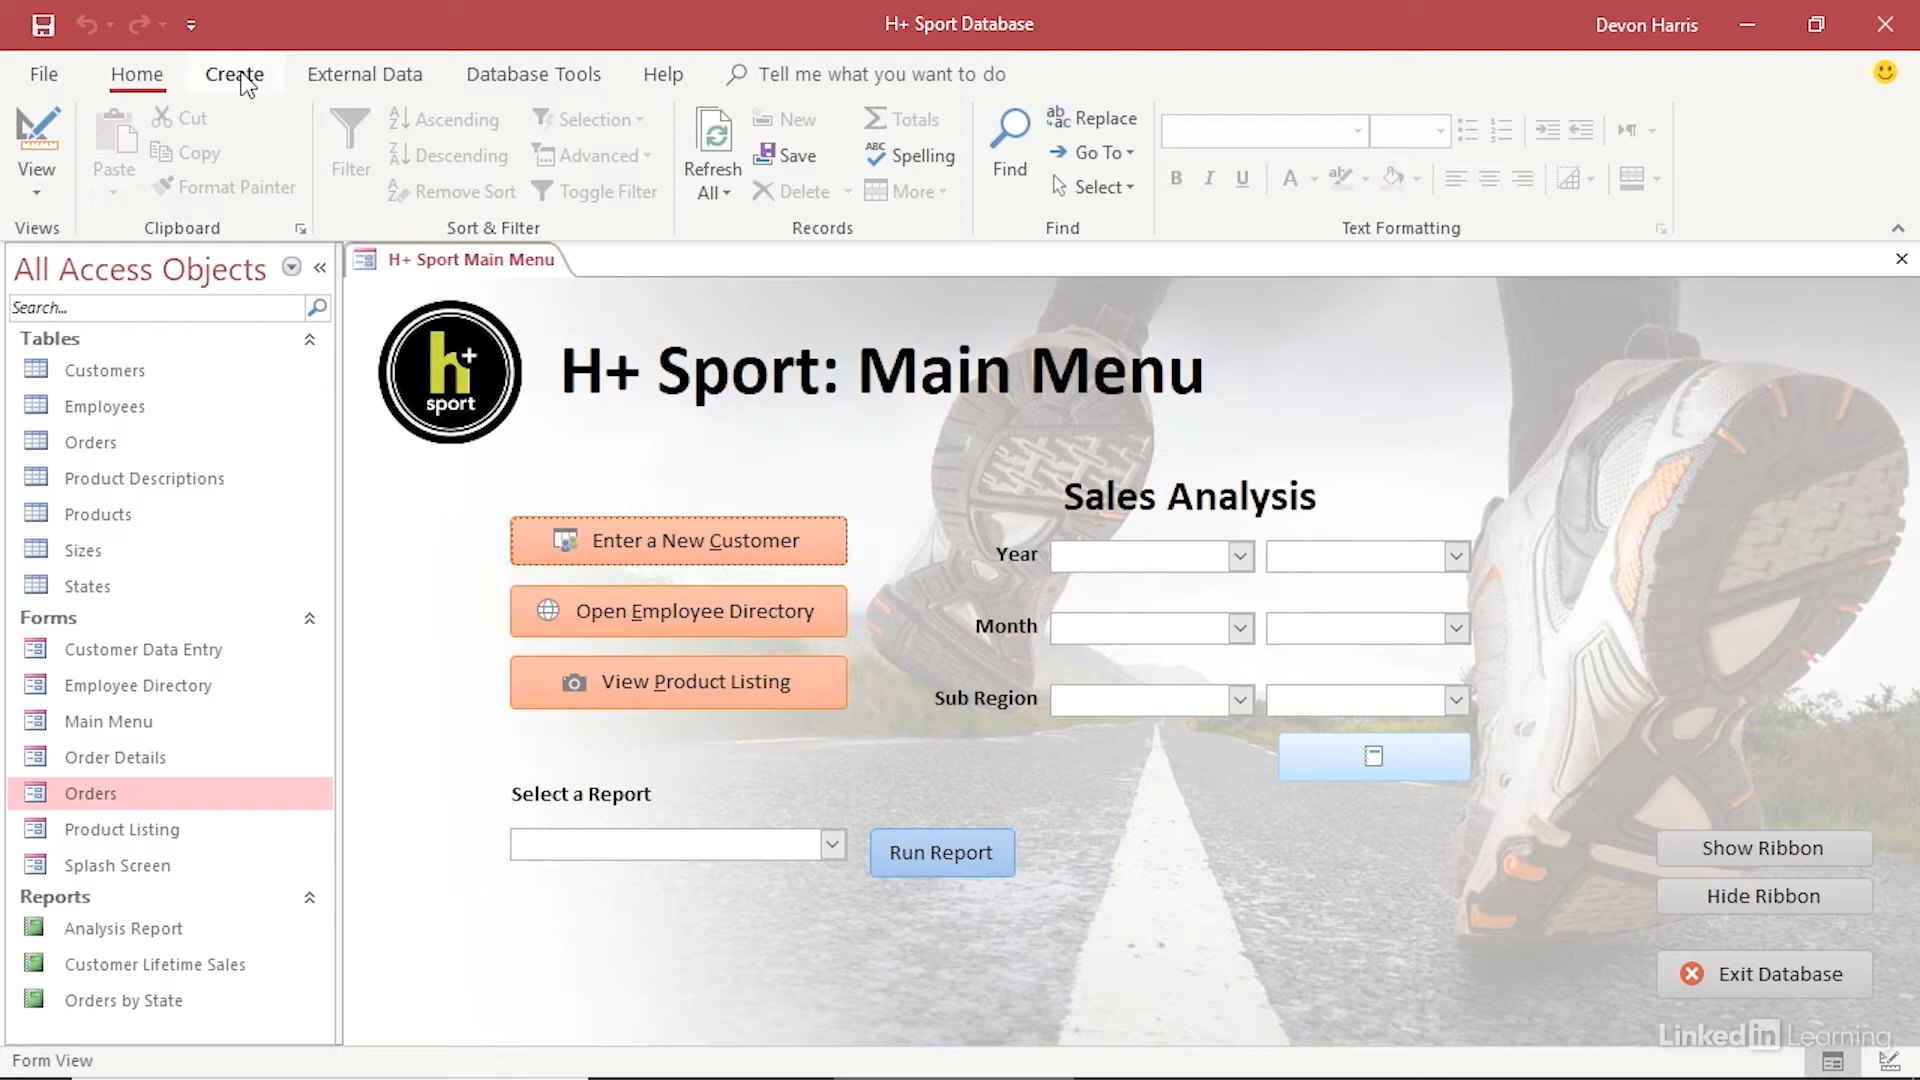 H+ Sport Database
Devon Harris
File Home Create External Data Database Tools Help Tell me what you want to do
View
Views
Paste
Cut
Copy
Format Painter
Clipboard
Filter
Ascending
Descending
Remove Sort
Selection
Advanced
Toggle Filter
Sort & Filter
Refresh
All
New
Save
Delete
Totals
Spelling
More
Records
Find
Replace
Go To
Select
Find
B I U A
Text Formatting
All Access Objects
Search...
Tables
Customers
Employees
Orders
Product Descriptions
Products
Sizes
States
Forms
Customer Data Entry
Employee Directory
Main Menu
Order Details
Orders
Product Listing
Splash Screen
Reports
Analysis Report
Customer Lifetime Sales
Orders by State
H+ Sport Main Menu
h+
sport
H+ Sport: Main Menu
Enter a New Customer
Open Employee Directory
View Product Listing
Select a Report
Run Report
Sales Analysis
Year
Month
Sub Region
Show Ribbon
Hide Ribbon
Exit Database
LinkedIn Learning
Form View